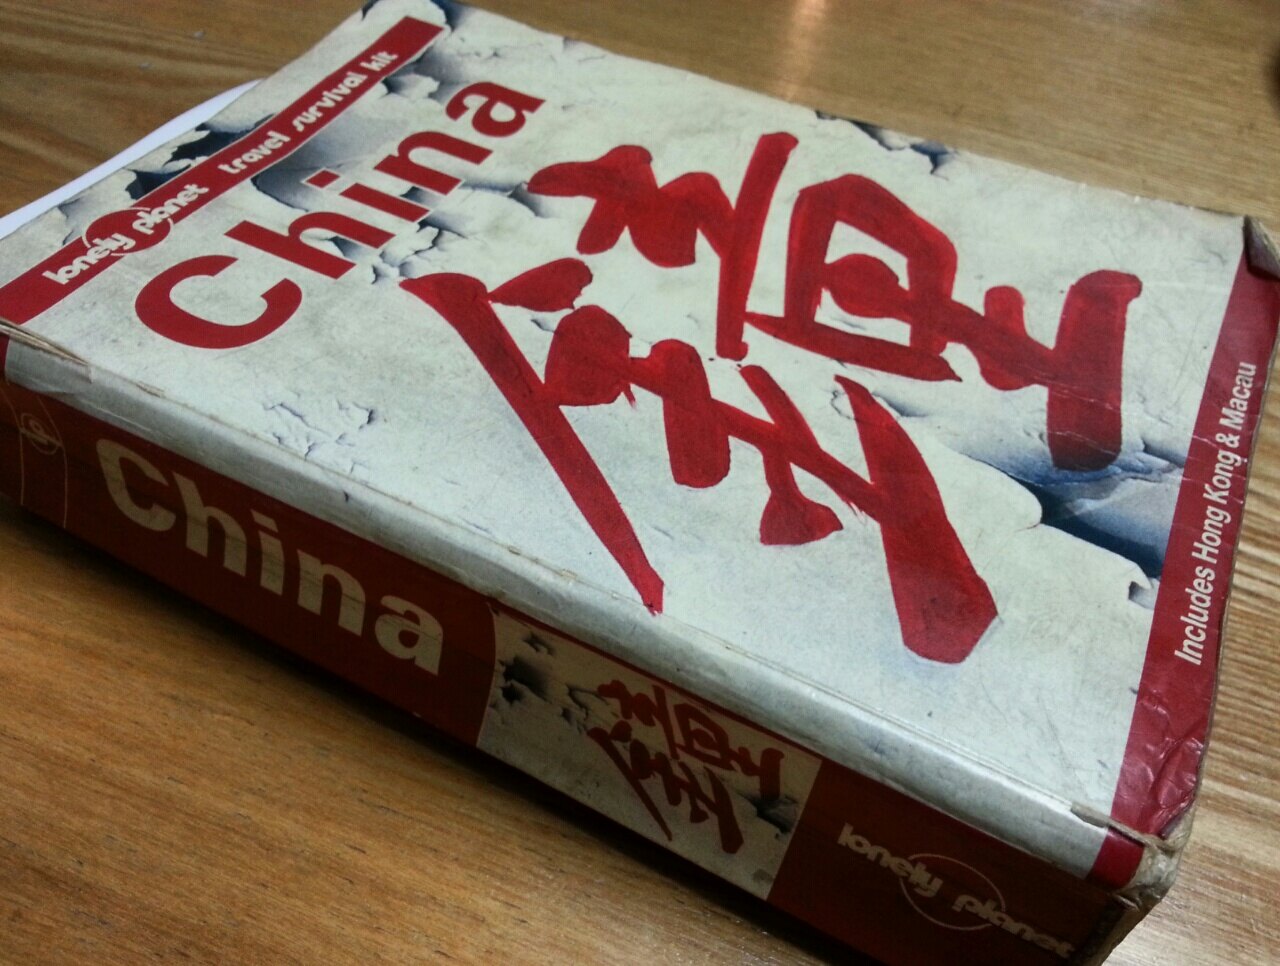 lonely planet travel survival kit
China
Includes Hong Kong & Macau
China
lonely planet